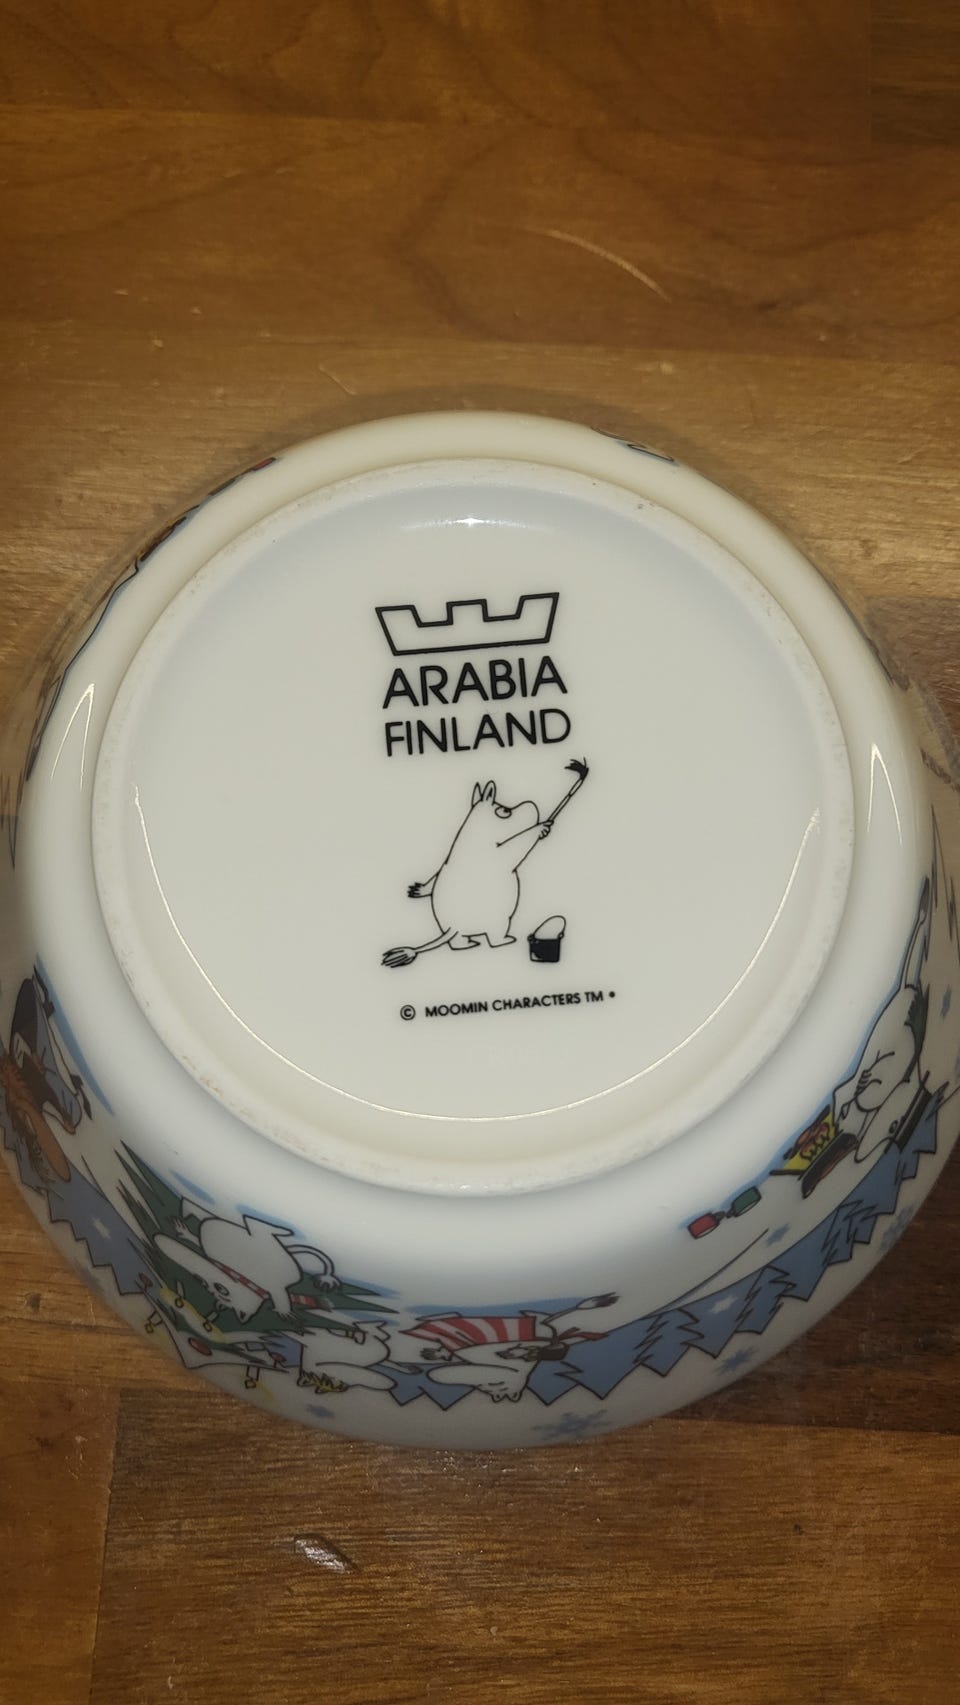 ARABIA
FINLAND
© MOOMIN CHARACTERS TM •